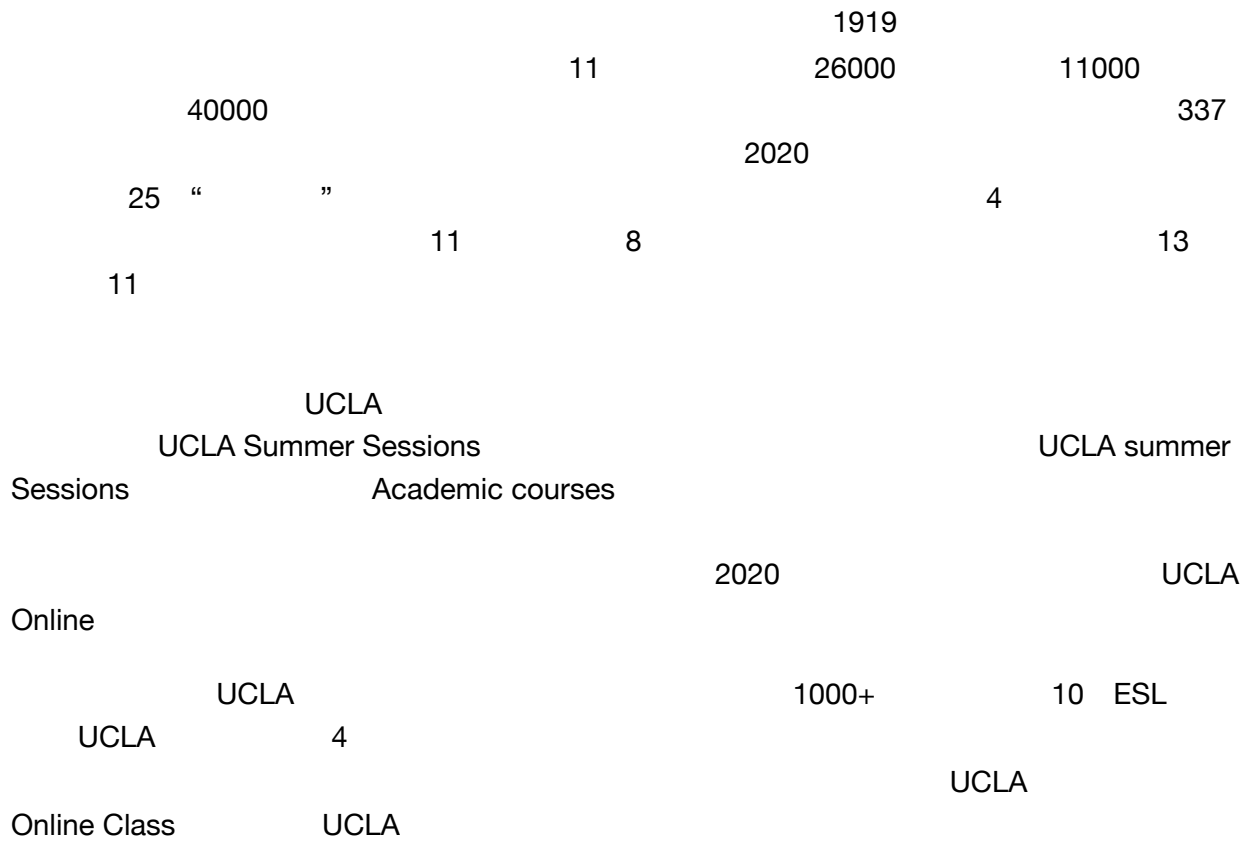 1919
11 26000 11000
40000 337
2020
25 “ ” 4
11 8 13
11
UCLA
UCLA Summer Sessions UCLA summer
Sessions Academic courses
2020 UCLA
Online
UCLA 1000+ 10 ESL
UCLA 4
UCLA
Online Class UCLA